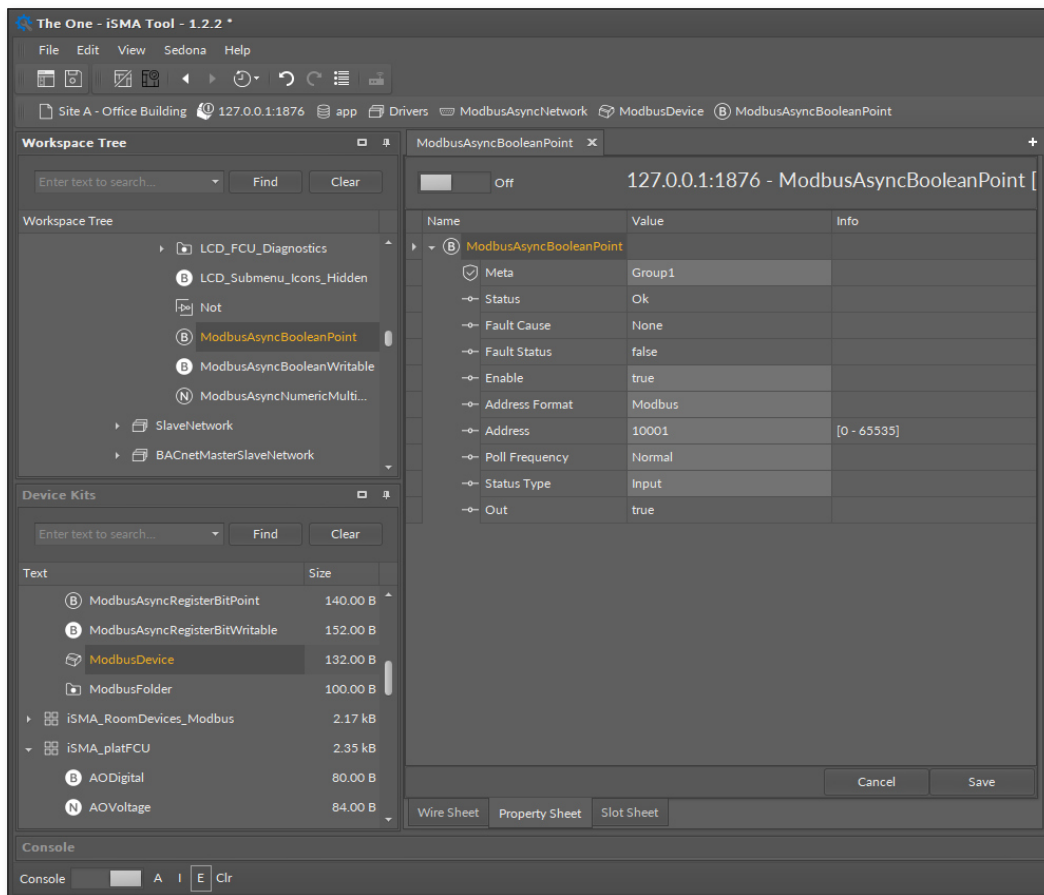 The One - iSMA Tool - 1.2.2 *
File Edit View Sedona Help
Site A - Office Building 127.0.0.1:1876 app Drivers ModbusAsyncNetwork ModbusDevice B ModbusAsyncBooleanPoint
Workspace Tree
Enter text to search... Find Clear
Workspace Tree
LCD_FCU_Diagnostics
B LCD_Submenu_Icons_Hidden
Not
B ModbusAsyncBooleanPoint
B ModbusAsyncBooleanWritable
N ModbusAsyncNumericMulti...
SlaveNetwork
BACnetMasterSlaveNetwork
Device Kits
Enter text to search... Find Clear
Text Size
B ModbusAsyncRegisterBitPoint 140.00 B
B ModbusAsyncRegisterBitWritable 152.00 B
ModbusDevice 132.00 B
ModbusFolder 100.00 B
iSMA_RoomDevices_Modbus 2.17 kB
iSMA_platFCU 2.35 kB
B AODigital 80.00 B
N AOVoltage 84.00 B
ModbusAsyncBooleanPoint X +
Off 127.0.0.1:1876 - ModbusAsyncBooleanPoint [
Name Value Info
B ModbusAsyncBooleanPoint
Meta Group1
Status Ok
Fault Cause None
Fault Status false
Enable true
Address Format Modbus
Address 10001 [0 - 65535]
Poll Frequency Normal
Status Type Input
Out true
Cancel Save
Wire Sheet Property Sheet Slot Sheet
Console
Console A I E Clr